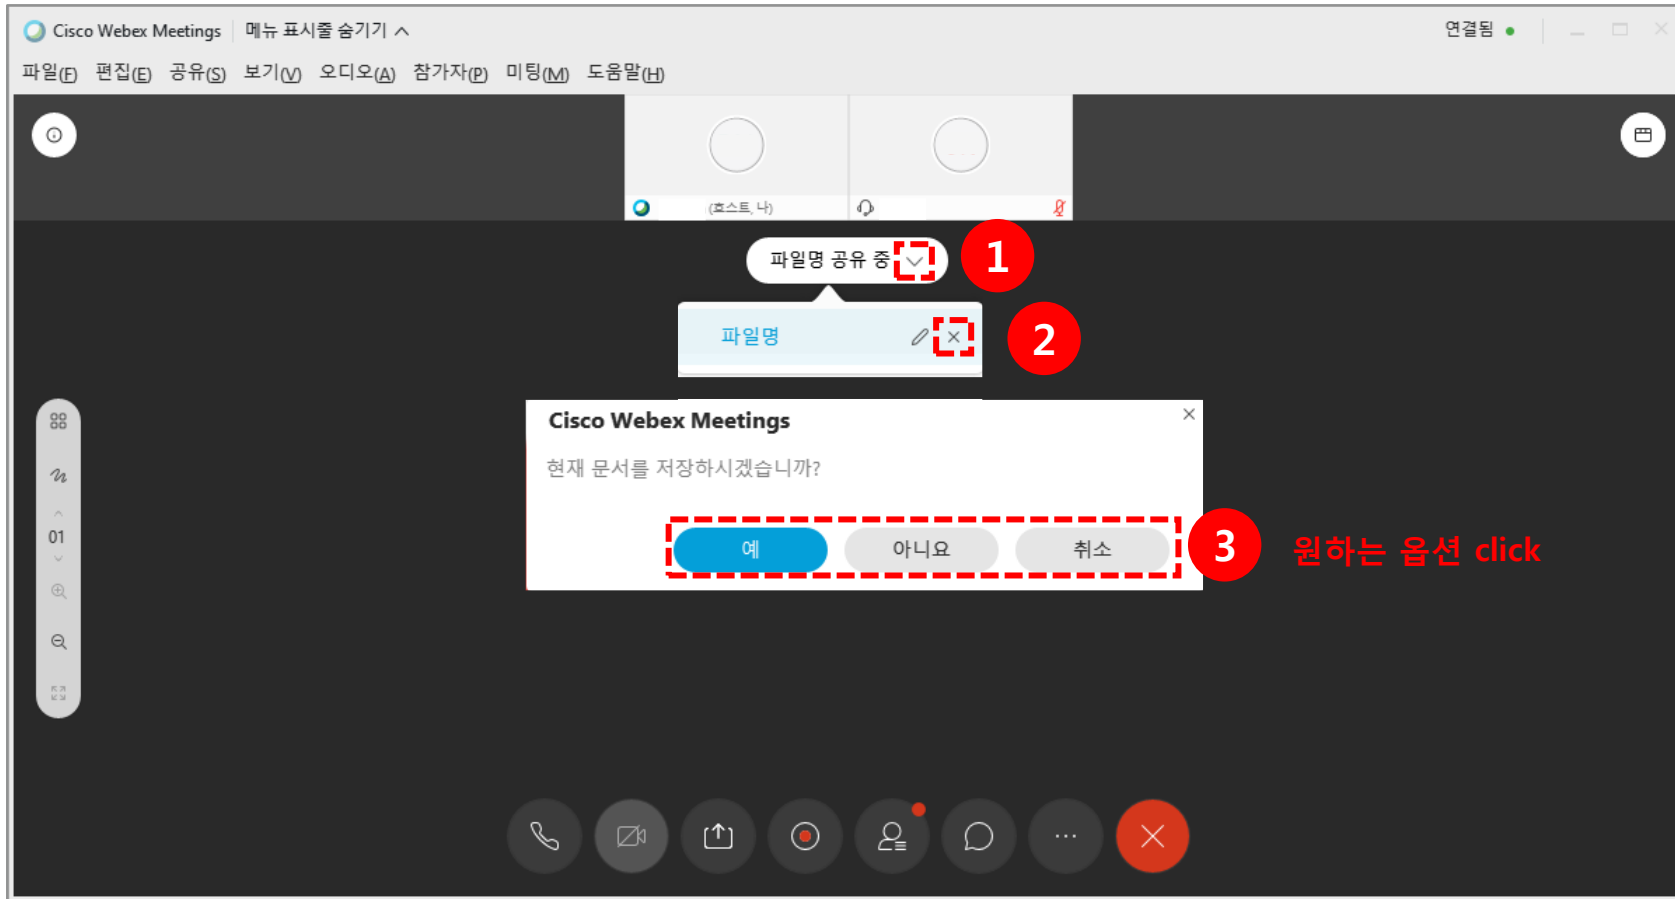 Cisco Webex Meetings 메뉴 표시줄 숨기기 연결됨
파일(F) 편집(E) 공유(S) 보기(V) 오디오(A) 참가자(P) 미팅(M) 도움말(H)
(호스트, 나)
파일명 공유 중 1
파일명 2
Cisco Webex Meetings
현재 문서를 저장하시겠습니까?
01
예 아니요 취소 3 원하는 옵션 click